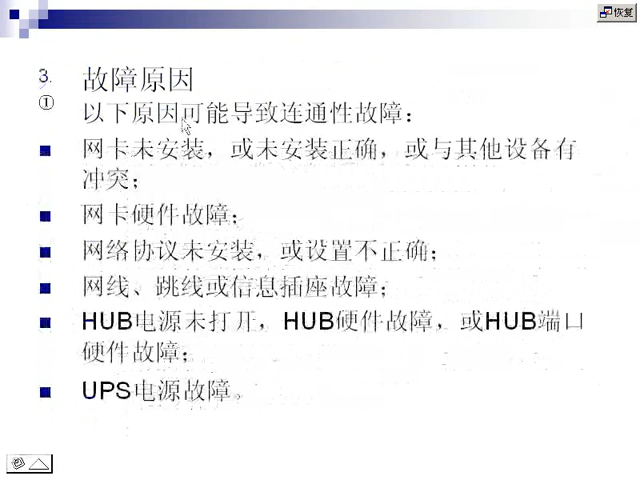 恢复
3. 故障原因
① 以下原因可能导致连通性故障：
■ 网卡未安装，或未安装正确，或与其他设备有
冲突；
■ 网卡硬件故障；
■ 网络协议未安装，或设置不正确；
■ 网线、跳线或信息插座故障；
■ HUB电源未打开，HUB硬件故障，或HUB端口
硬件故障；
■ UPS电源故障。